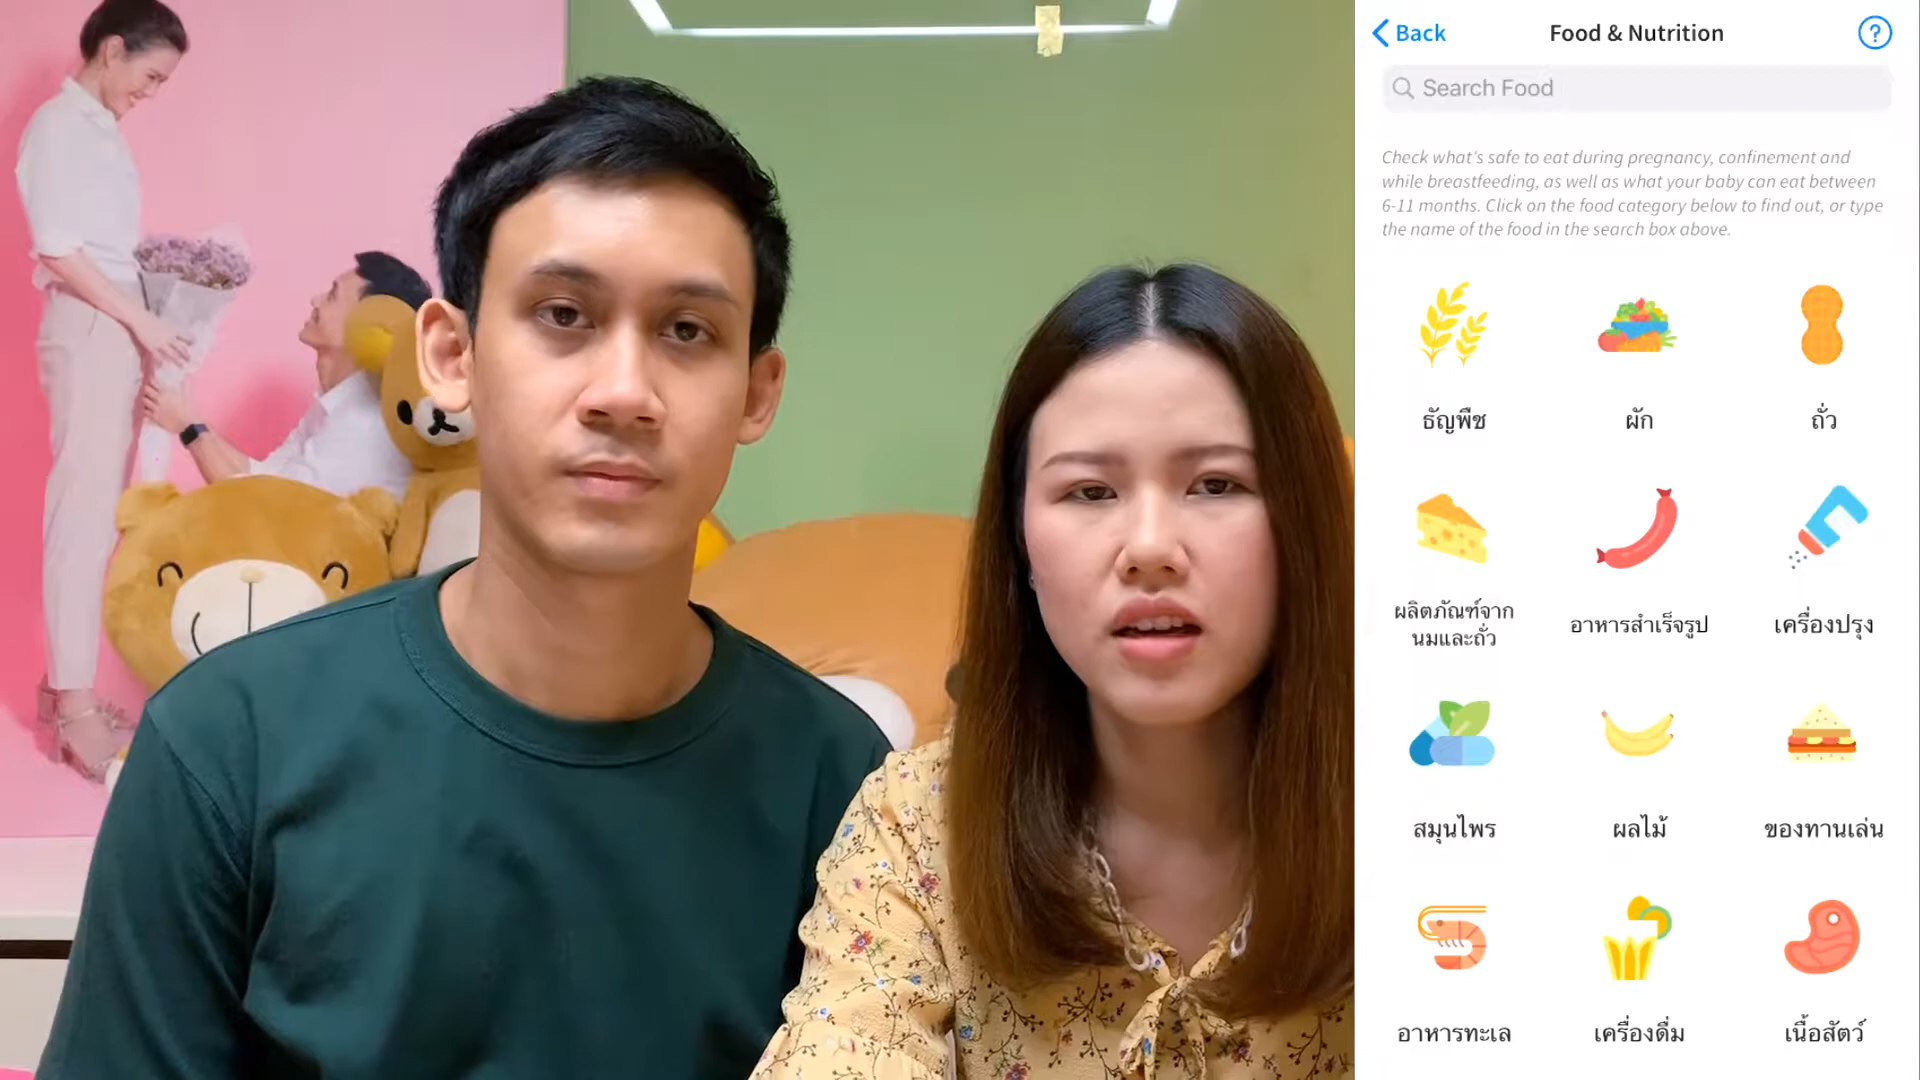 Back
Food & Nutrition
?
Search Food
Check what's safe to eat during pregnancy, confinement and
while breastfeeding, as well as what your baby can eat between
6-11 months. Click on the food category below to find out, or type
the name of the food in the search box above.
ธัญพืช
ผัก
ถั่ว
ผลิตภัณฑ์จาก
นมและถั่ว
อาหารสำเร็จรูป
เครื่องปรุง
สมุนไพร
ผลไม้
ของทานเล่น
อาหารทะเล
เครื่องดื่ม
เนื้อสัตว์